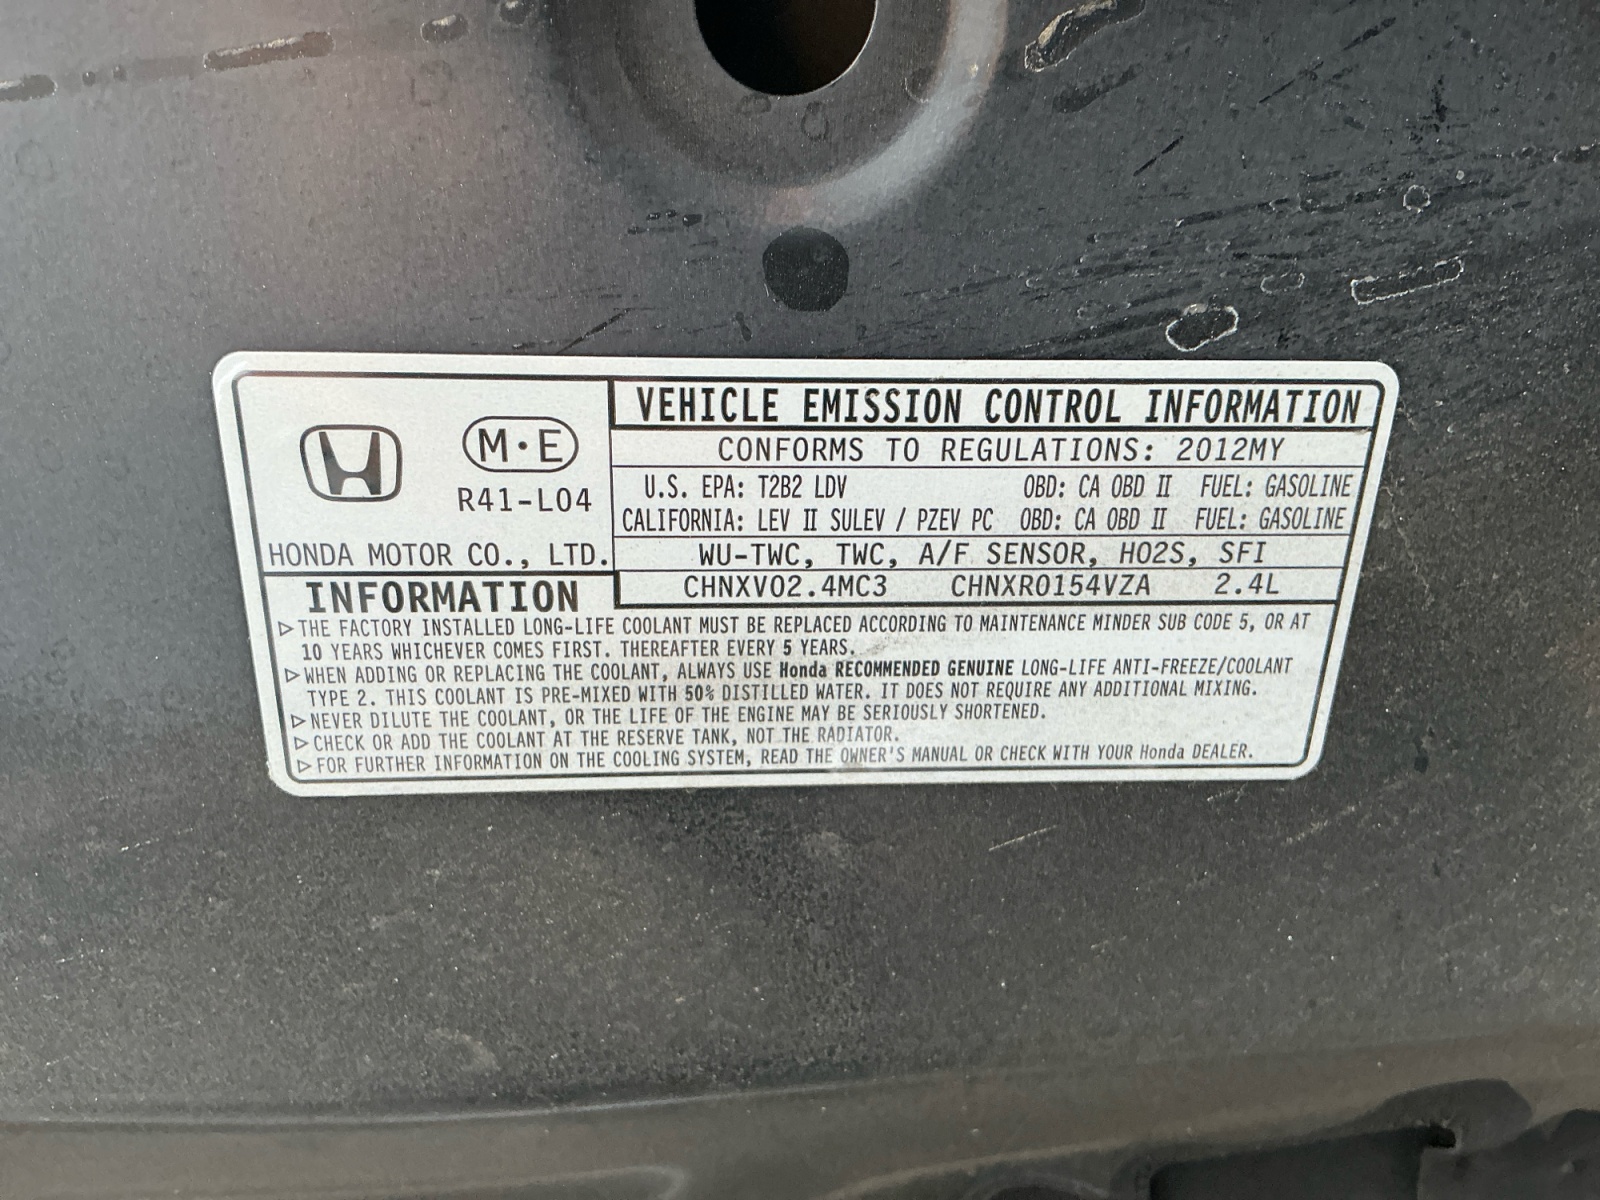 M·E
R41-L04
HONDA MOTOR CO., LTD.
VEHICLE EMISSION CONTROL INFORMATION
CONFORMS TO REGULATIONS: 2012MY
U.S. EPA: T2B2 LDV OBD: CA OBD II FUEL: GASOLINE
CALIFORNIA: LEV II SULEV / PZEV PC OBD: CA OBD II FUEL: GASOLINE
WU-TWC, TWC, A/F SENSOR, HO2S, SFI
CHNXV02.4MC3 CHNXR0154VZA 2.4L
INFORMATION
▷THE FACTORY INSTALLED LONG-LIFE COOLANT MUST BE REPLACED ACCORDING TO MAINTENANCE MINDER SUB CODE 5, OR AT
10 YEARS WHICHEVER COMES FIRST. THEREAFTER EVERY 5 YEARS.
▷WHEN ADDING OR REPLACING THE COOLANT, ALWAYS USE Honda RECOMMENDED GENUINE LONG-LIFE ANTI-FREEZE/COOLANT
TYPE 2. THIS COOLANT IS PRE-MIXED WITH 50% DISTILLED WATER. IT DOES NOT REQUIRE ANY ADDITIONAL MIXING.
▷NEVER DILUTE THE COOLANT, OR THE LIFE OF THE ENGINE MAY BE SERIOUSLY SHORTENED.
▷CHECK OR ADD THE COOLANT AT THE RESERVE TANK, NOT THE RADIATOR.
▷FOR FURTHER INFORMATION ON THE COOLING SYSTEM, READ THE OWNER'S MANUAL OR CHECK WITH YOUR Honda DEALER.